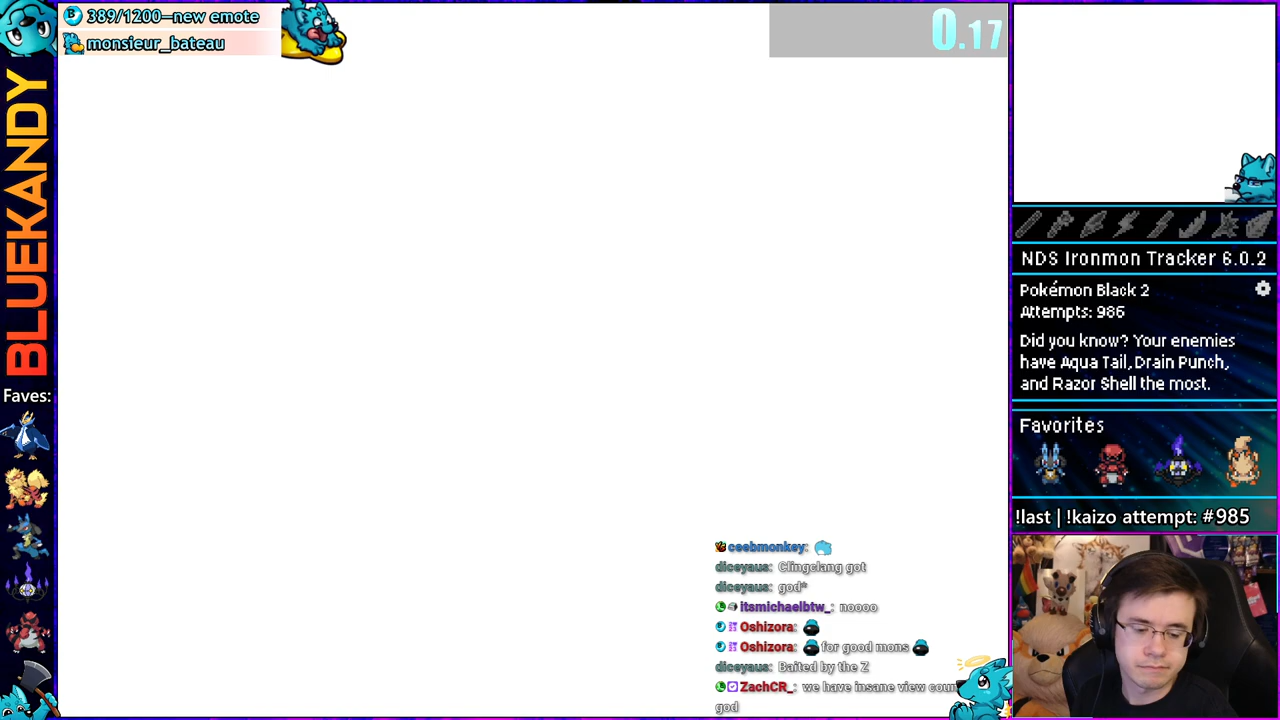 389/1200—new emote
monsieur_bateau
0.17
BLUEKANDY
Faves:
NDS Ironmon Tracker 6.0.2
Pokémon Black 2
Attempts: 986
Did you know? Your enemies
have Aqua Tail, Drain Punch,
and Razor Shell the most.
Favorites
!last | !kaizo attempt: #985
ceebmonkey:
diceyaus: Clingclang got
diceyaus: god*
itsmichaelbtw_: noooo
Oshizora:
Oshizora: for good mons
diceyaus: Baited by the Z
ZachCR_: we have insane view
god